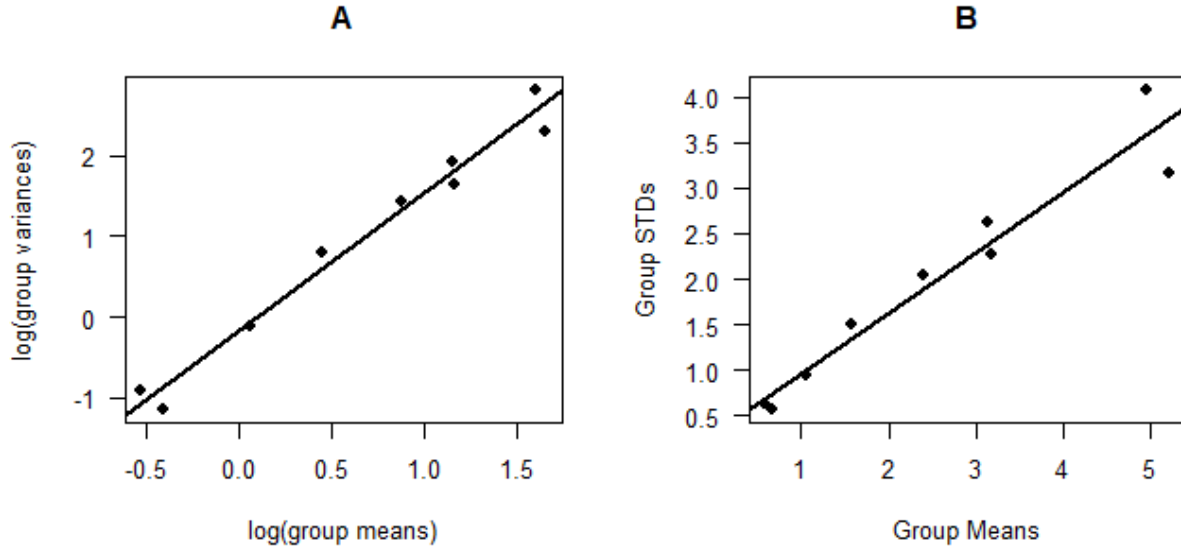 A
log(group variances)
2
1
0
-1
-0.5 0.0 0.5 1.0 1.5
log(group means)
B
Group STDs
4.0
3.5
3.0
2.5
2.0
1.5
1.0
0.5
1 2 3 4 5
Group Means